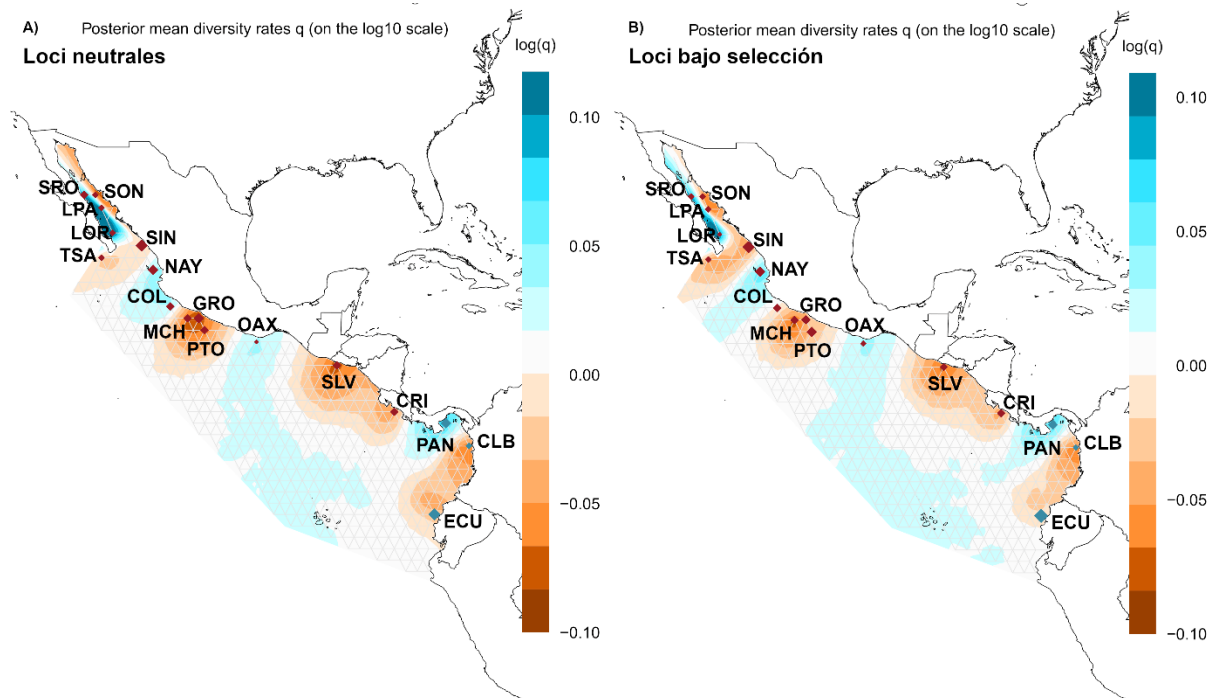 A) Posterior mean diversity rates q (on the log10 scale)
Loci neutrales
log(q)
0.10
0.05
0.00
−0.05
−0.10
SRO
SON
LPA
LOR
SIN
TSA
NAY
COL
GRO
MCH
OAX
PTO
SLV
CRI
PAN
CLB
ECU
B) Posterior mean diversity rates q (on the log10 scale)
Loci bajo selección
log(q)
0.10
0.05
0.00
−0.05
−0.10
SRO
SON
LPA
LOR
SIN
TSA
NAY
COL
GRO
MCH
OAX
PTO
SLV
CRI
PAN
CLB
ECU